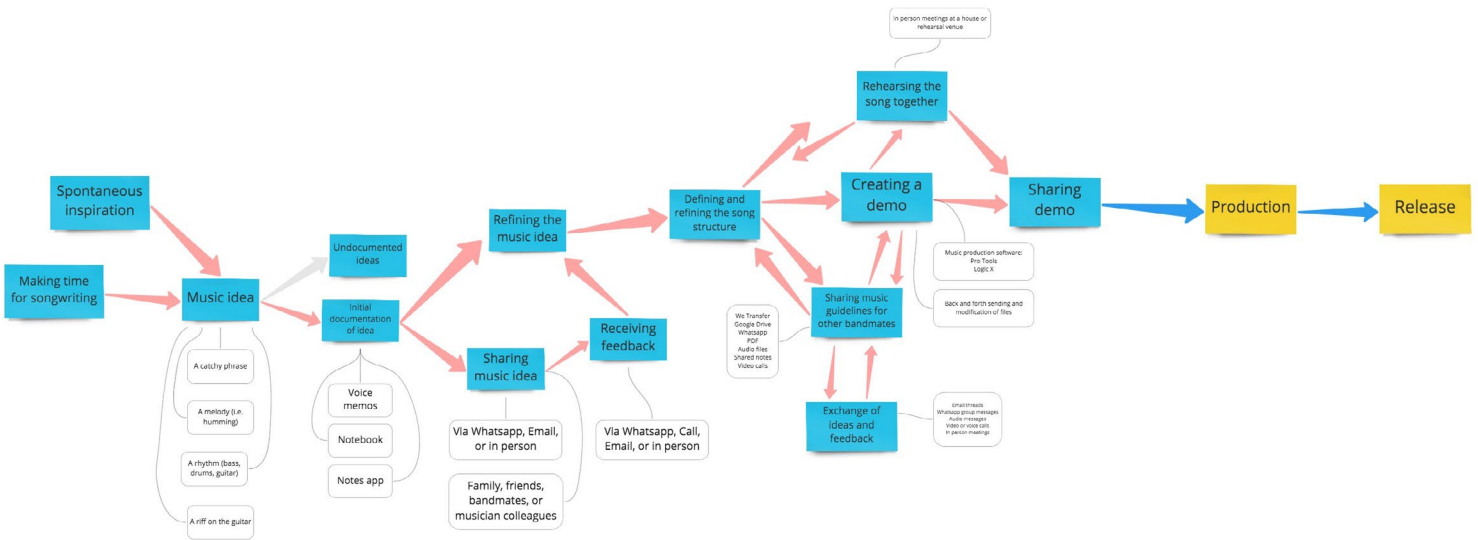 In person meetings at a house or
rehearsal venue
Rehearsing the
song together
Spontaneous
inspiration
Making time
for songwriting
Music idea
Undocumented
ideas
Initial
documentation
of idea
A catchy phrase
A melody (i.e.
humming)
A rhythm (bass,
drums, guitar)
A riff on the guitar
Voice
memos
Notebook
Notes app
Refining the
music idea
Sharing
music idea
Receiving
feedback
Via Whatsapp, Email,
or in person
Family, friends,
bandmates, or
musician colleagues
Via Whatsapp, Call,
Email, or in person
Defining and
refining the song
structure
Creating a
demo
Sharing
demo
Production
Release
Music production software:
Pro Tools
Logic X
Back and forth sending and
modification of files
Sharing music
guidelines for
other bandmates
We Transfer
Google Drive
Whatsapp
PDF
Audio files
Shared notes
Video calls
Exchange of
ideas and
feedback
Email threads
Whatsapp group messages
Audio messages
Video or voice calls
In person meetings